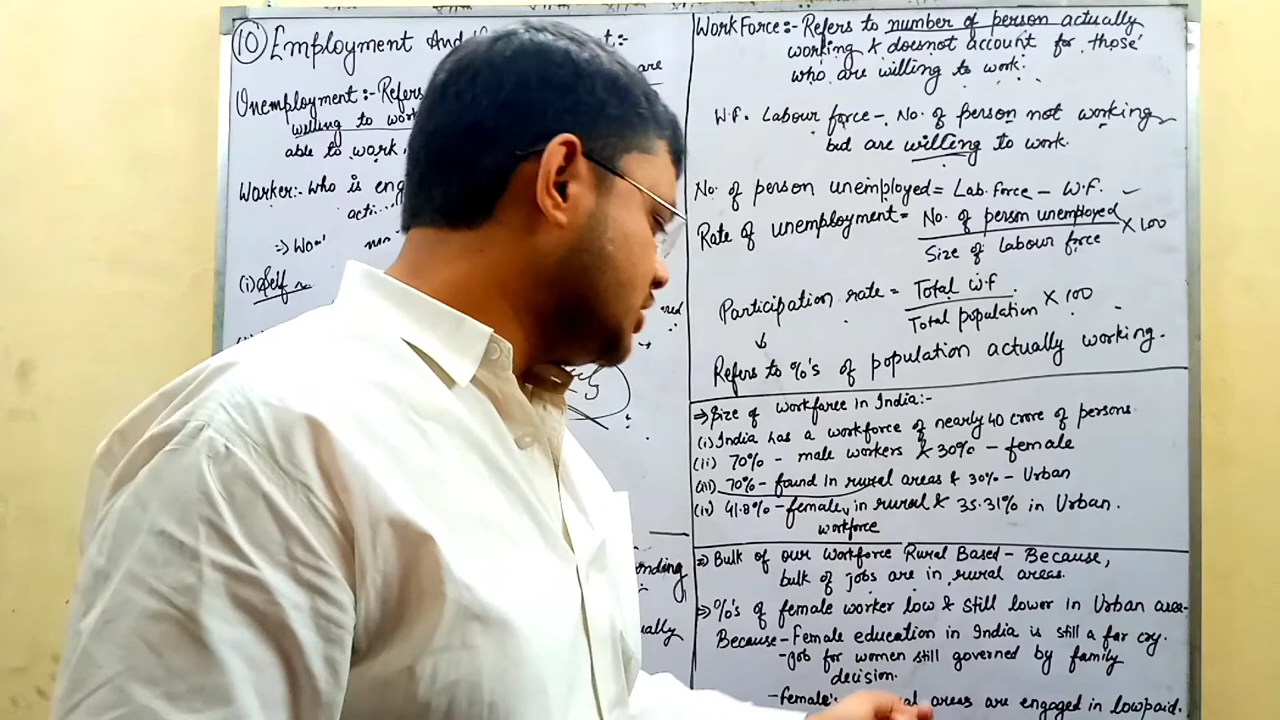 (10) Employment And
Unemployment:- Refers
are
willing to work
able to work.
Worker:- Who is eng
acti...
⇒
(i) Self
WorkForce:- Refers to number of person actually
working & doesnot account for those
who are willing to work.
W.F. Labour force - No. of person not working
but are willing to work.
No. of person unemployed = Lab. force - W.F.
Rate of unemployment = No. of person unemployed / Size of Labour force × 100
Participation rate = Total W.F / Total population × 100
↓
Refers to %'s of population actually working.
⇒ Size of workforce in India:-
(i) India has a workforce of nearly 40 crore of persons
(ii) 70% - male workers & 30% - female
(iii) 70% - found in rural areas & 30% - Urban
(iv) 41.8% - female workforce in rural & 35.31% in Urban.
⇒ Bulk of our Workforce Rural Based - Because,
bulk of jobs are in rural areas.
⇒ %'s of female worker low & still lower in Urban area-
Because - Female education in India is still a far cry.
- Job for women still governed by family
decision.
- female's areas are engaged in lowpaid.